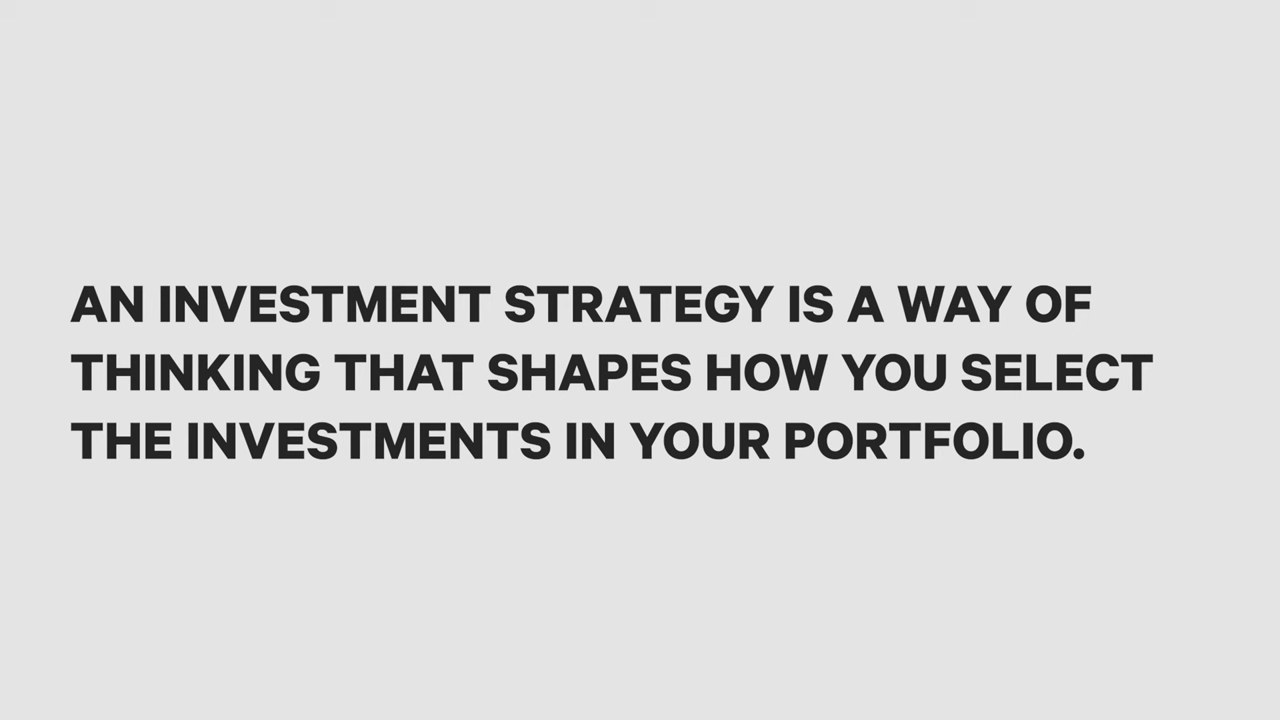 AN INVESTMENT STRATEGY IS A WAY OF
THINKING THAT SHAPES HOW YOU SELECT
THE INVESTMENTS IN YOUR PORTFOLIO.